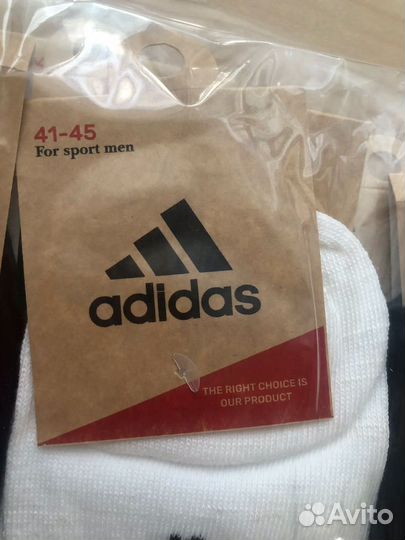 41-45
For sport men
adidas
THE RIGHT CHOICE IS
OUR PRODUCT
Avito